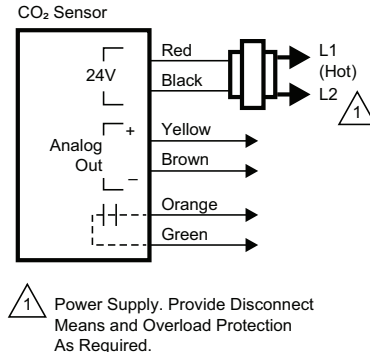 CO₂ Sensor
24V
Red
Black
L1
(Hot)
L2
1
Analog
Out
+
–
Yellow
Brown
Orange
Green
1 Power Supply. Provide Disconnect
Means and Overload Protection
As Required.